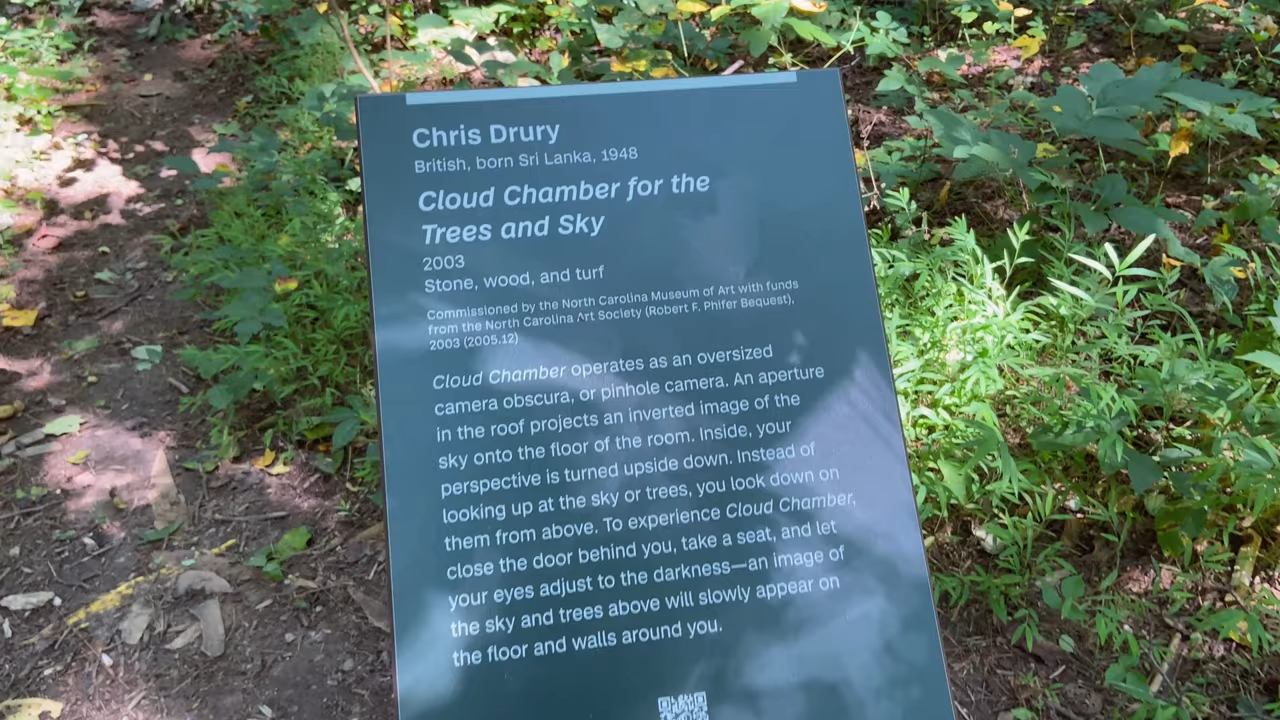 Chris Drury
British, born Sri Lanka, 1948
Cloud Chamber for the
Trees and Sky
2003
Stone, wood, and turf
Commissioned by the North Carolina Museum of Art with funds
from the North Carolina Art Society (Robert F. Phifer Bequest),
2003 (2005.12)
Cloud Chamber operates as an oversized
camera obscura, or pinhole camera. An aperture
in the roof projects an inverted image of the
sky onto the floor of the room. Inside, your
perspective is turned upside down. Instead of
looking up at the sky or trees, you look down on
them from above. To experience Cloud Chamber,
close the door behind you, take a seat, and let
your eyes adjust to the darkness—an image of
the sky and trees above will slowly appear on
the floor and walls around you.